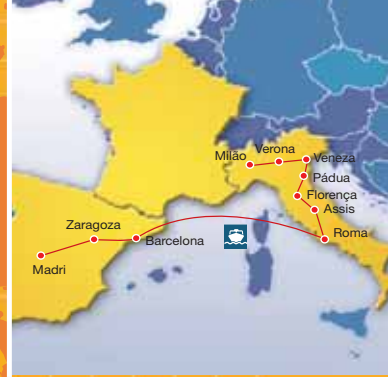 Milão
Verona
Veneza
Pádua
Florença
Assis
Roma
Zaragoza
Barcelona
Madri